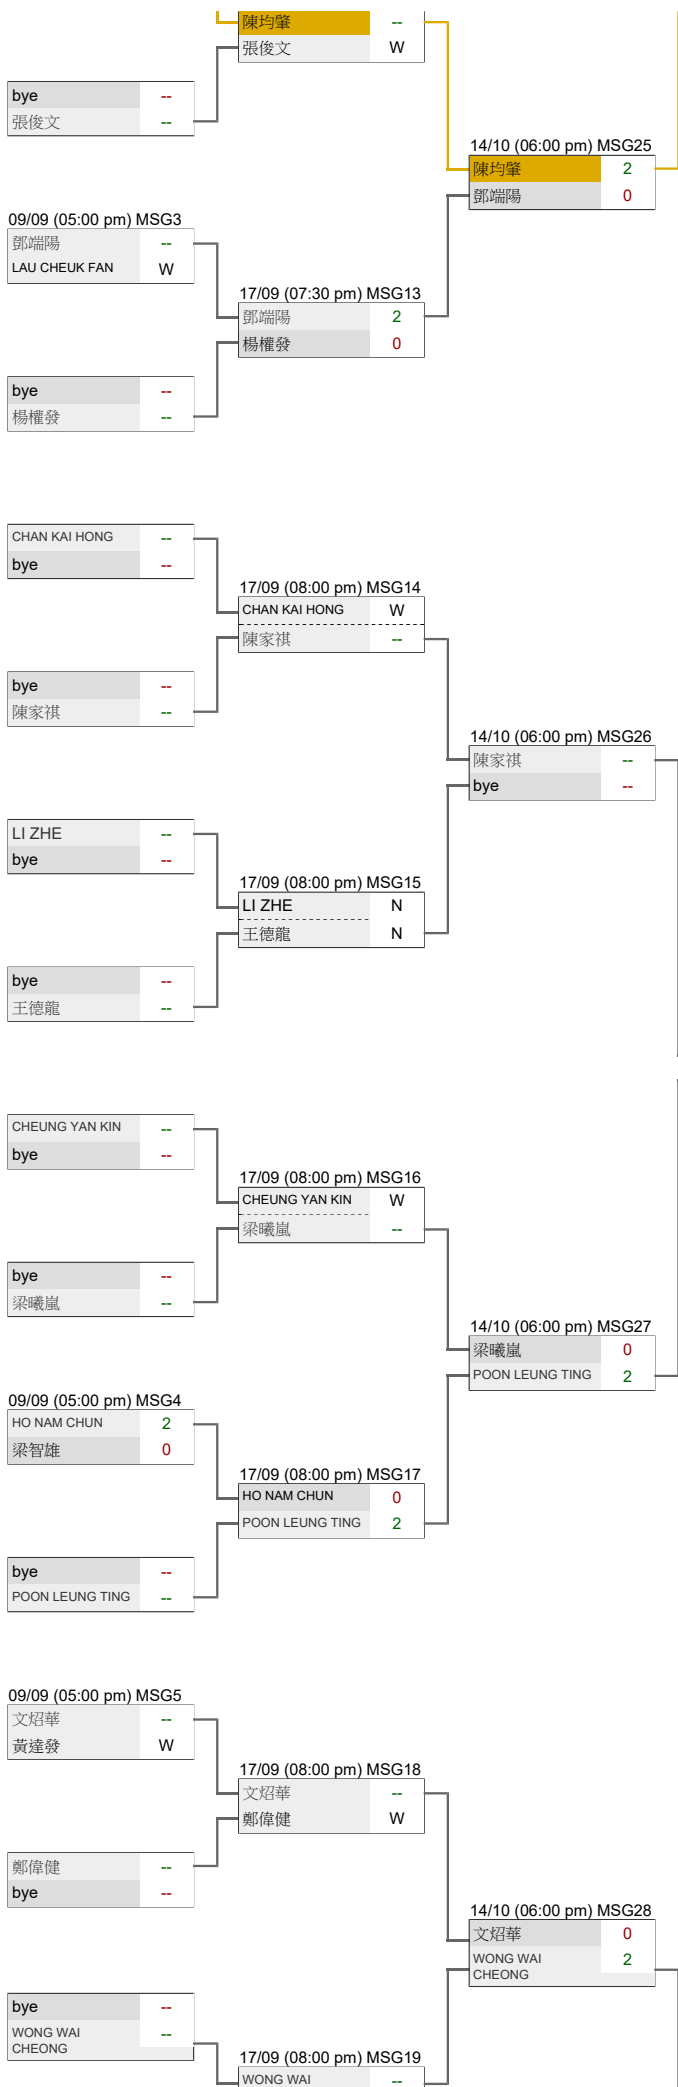 陳均肇 --
張俊文 W
bye --
張俊文 --
14/10 (06:00 pm) MSG25
陳均肇 2
鄧端陽 0
09/09 (05:00 pm) MSG3
鄧端陽 --
LAU CHEUK FAN W
17/09 (07:30 pm) MSG13
鄧端陽 2
楊權發 0
bye --
楊權發 --
CHAN KAI HONG --
bye --
17/09 (08:00 pm) MSG14
CHAN KAI HONG W
陳家祺 --
bye --
陳家祺 --
14/10 (06:00 pm) MSG26
陳家祺 --
bye --
LI ZHE --
bye --
17/09 (08:00 pm) MSG15
LI ZHE N
王德龍 N
bye --
王德龍 --
CHEUNG YAN KIN --
bye --
17/09 (08:00 pm) MSG16
CHEUNG YAN KIN W
梁曦嵐 --
bye --
梁曦嵐 --
14/10 (06:00 pm) MSG27
梁曦嵐 0
POON LEUNG TING 2
09/09 (05:00 pm) MSG4
HO NAM CHUN 2
梁智雄 0
17/09 (08:00 pm) MSG17
HO NAM CHUN 0
POON LEUNG TING 2
bye --
POON LEUNG TING --
09/09 (05:00 pm) MSG5
文炤華 --
黃達發 W
17/09 (08:00 pm) MSG18
文炤華 --
鄭偉健 W
鄭偉健 --
bye --
14/10 (06:00 pm) MSG28
文炤華 0
WONG WAI 2
CHEONG
bye --
WONG WAI --
CHEONG
17/09 (08:00 pm) MSG19
WONG WAI --